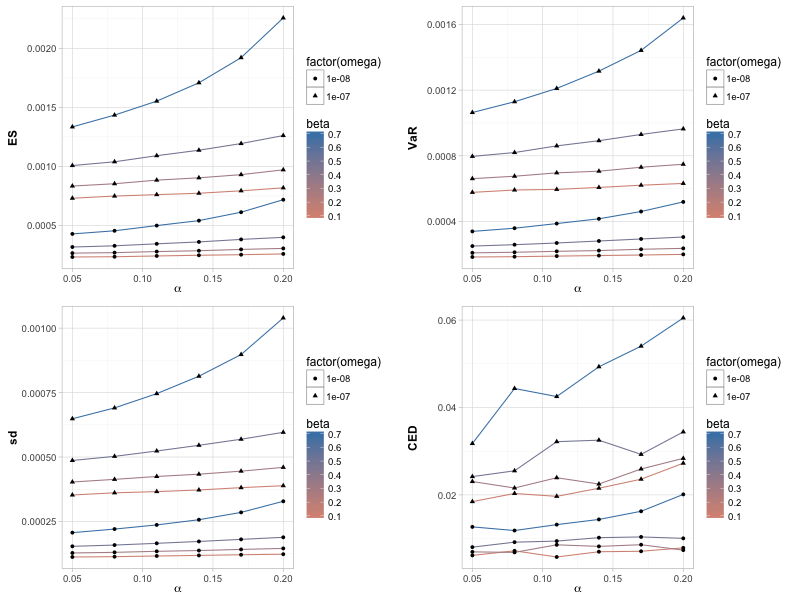 ES
0.0020
0.0015
0.0010
0.0005
0.05 0.10 0.15 0.20
α
factor(omega)
1e-08
1e-07
beta
0.7
0.6
0.5
0.4
0.3
0.2
0.1
VaR
0.0016
0.0012
0.0008
0.0004
0.05 0.10 0.15 0.20
α
factor(omega)
1e-08
1e-07
beta
0.7
0.6
0.5
0.4
0.3
0.2
0.1
sd
0.00100
0.00075
0.00050
0.00025
0.05 0.10 0.15 0.20
α
factor(omega)
1e-08
1e-07
beta
0.7
0.6
0.5
0.4
0.3
0.2
0.1
CED
0.06
0.04
0.02
0.05 0.10 0.15 0.20
α
factor(omega)
1e-08
1e-07
beta
0.7
0.6
0.5
0.4
0.3
0.2
0.1